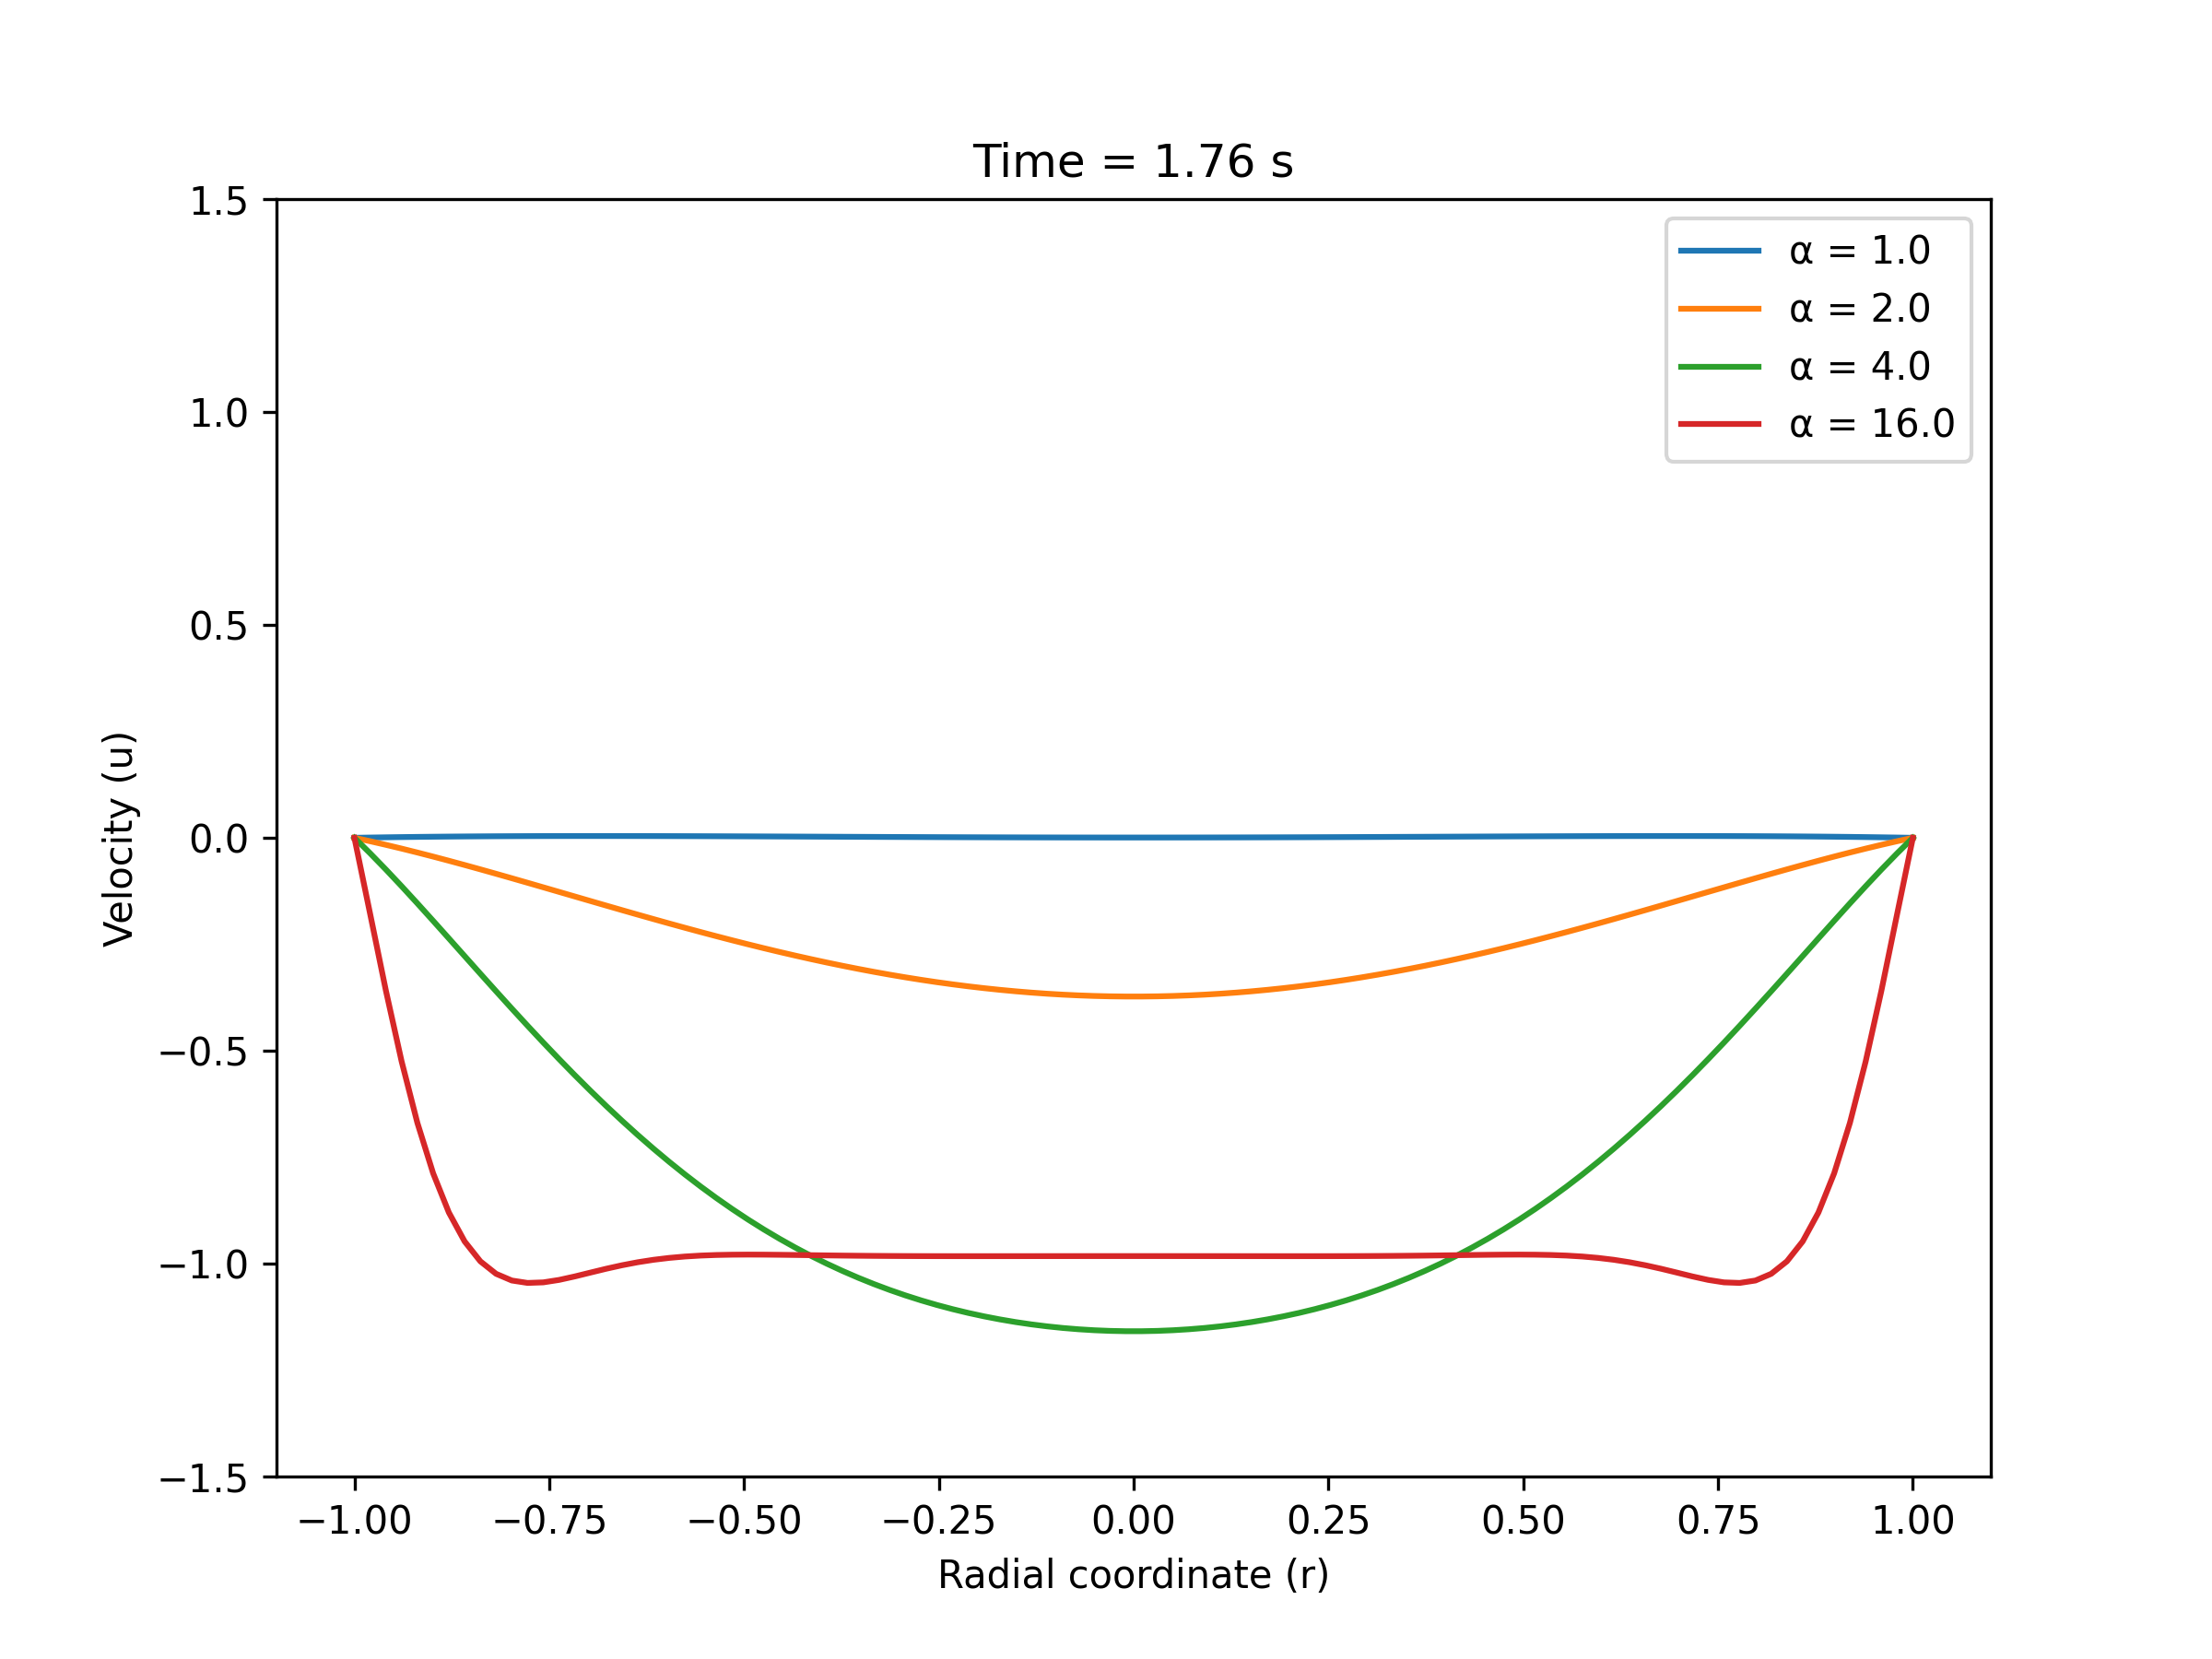 Time = 1.76 s
α = 1.0
α = 2.0
α = 4.0
α = 16.0
1.5
1.0
0.5
0.0
−0.5
−1.0
−1.5
Velocity (u)
−1.00 −0.75 −0.50 −0.25 0.00 0.25 0.50 0.75 1.00
Radial coordinate (r)